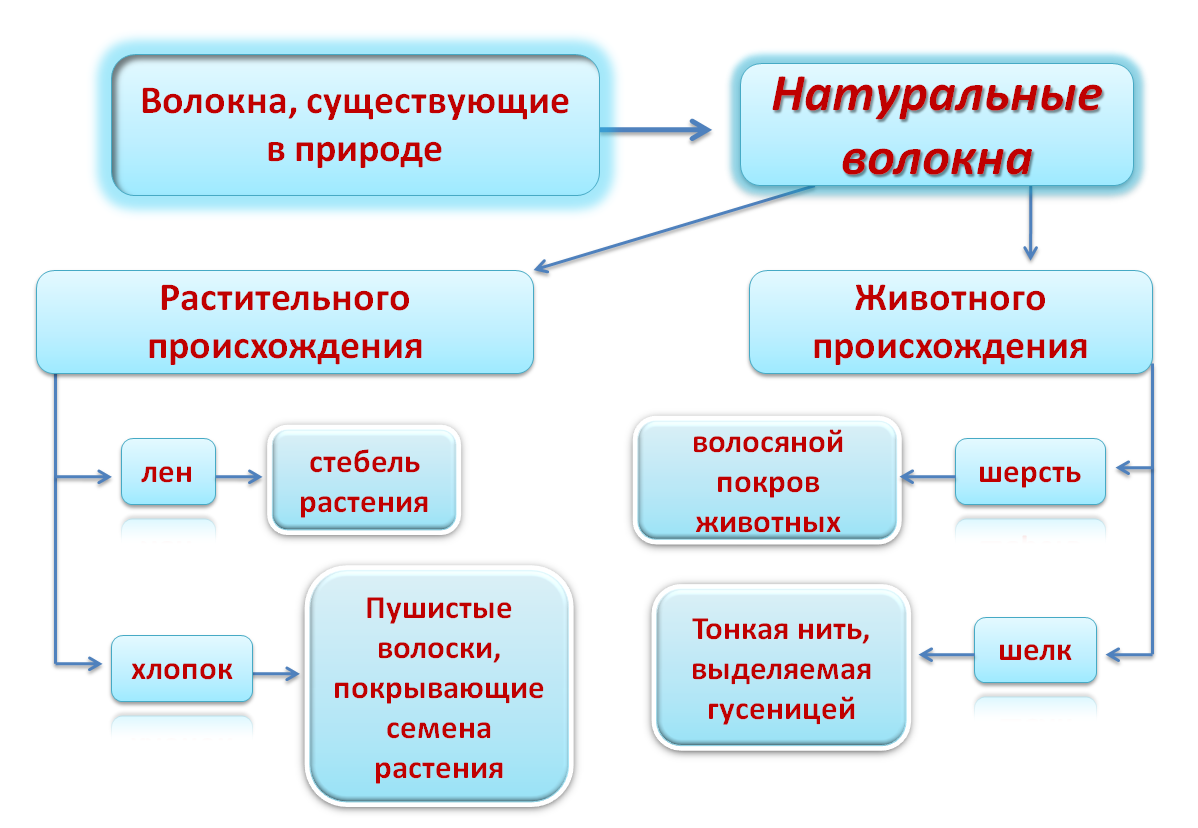 Волокна, существующие
в природе
Натуральные
волокна
Растительного
происхождения
Животного
происхождения
лен
стебель
растения
волосяной
покров
животных
шерсть
хлопок
Пушистые
волоски,
покрывающие
семена
растения
Тонкая нить,
выделяемая
гусеницей
шелк